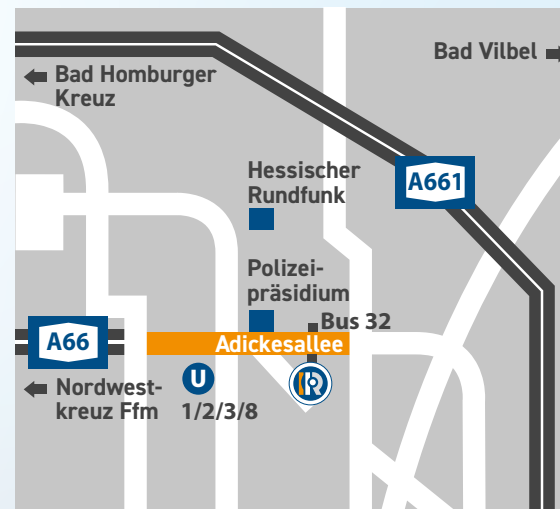 Bad Vilbel
Bad Homburger
Kreuz
A661
Hessischer
Rundfunk
Polizei-
präsidium
Bus 32
A66
Adickesallee
Nordwest-
kreuz Ffm
U
1/2/3/8
R